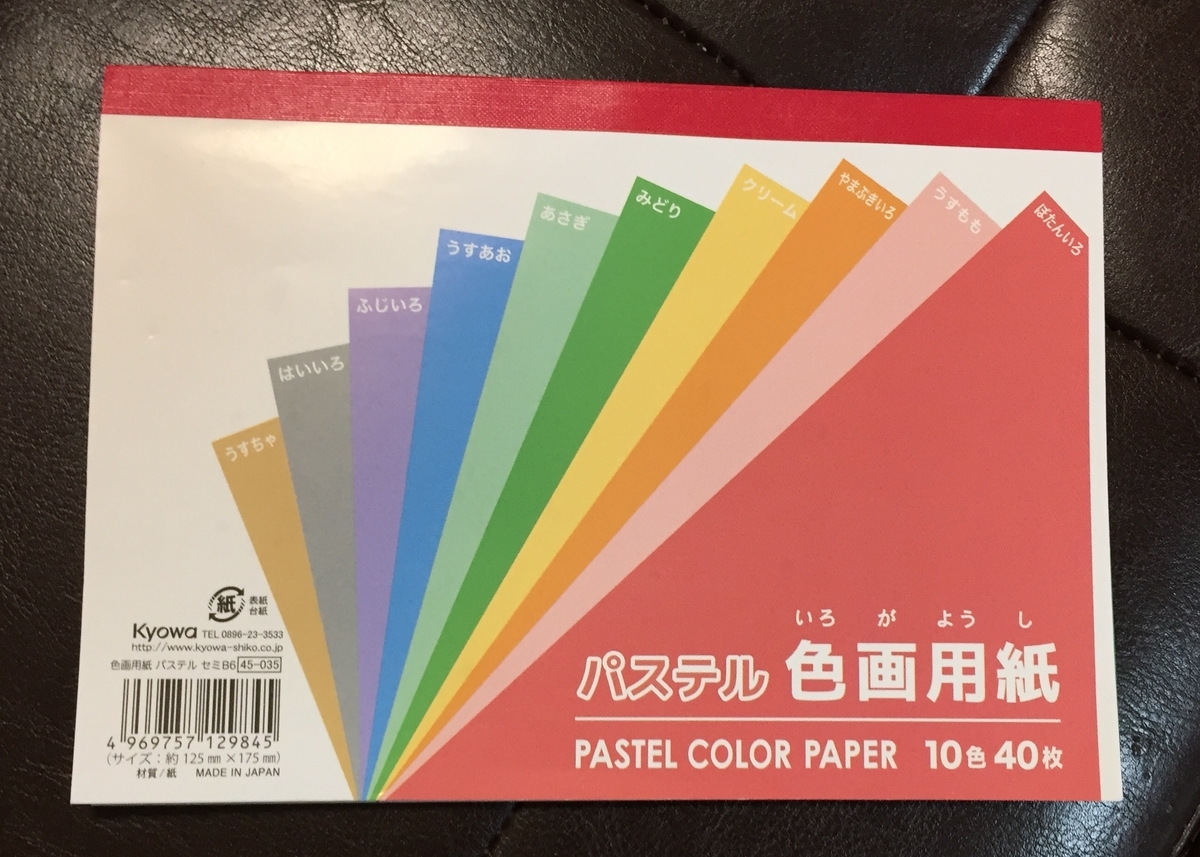 うすちゃ
はいいろ
ふじいろ
うすあお
あさぎ
みどり
クリーム
やまぶきいろ
うすもも
ぼたんいろ
紙 表紙
台紙
Kyowa TEL 0896-23-3533
http://www.kyowa-shiko.co.jp
色画用紙 パステル セミB6 45-035
4 969757 129845
(サイズ:約125㎜×175㎜)
材質/紙 MADE IN JAPAN
いろ が よう し
パステル 色画用紙
PASTEL COLOR PAPER 10色40枚